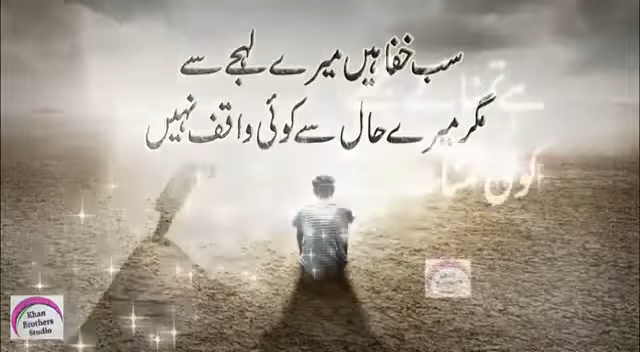 سب خفا ہیں میرے لہجے سے
مگر میرے حال سے کوئی واقف نہیں
Khan
Brothers
Studio